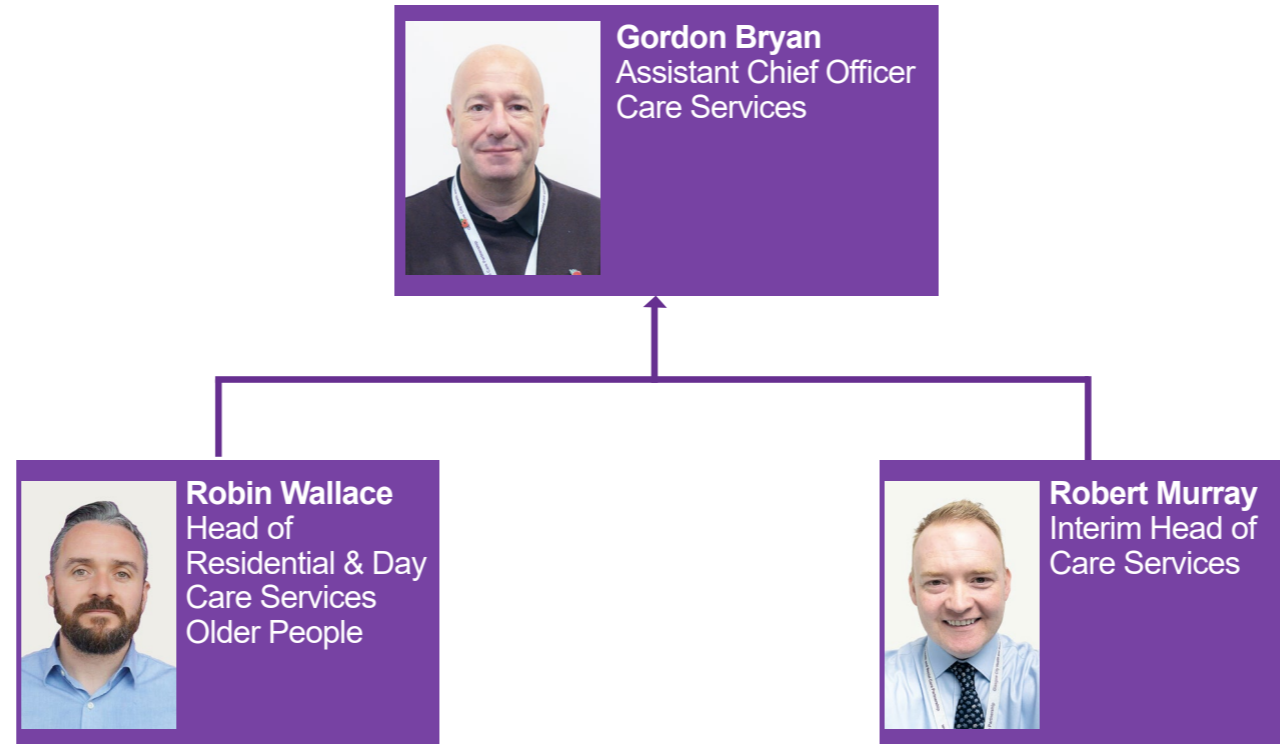 Gordon Bryan
Assistant Chief Officer
Care Services
Robin Wallace
Head of
Residential & Day
Care Services
Older People
Robert Murray
Interim Head of
Care Services